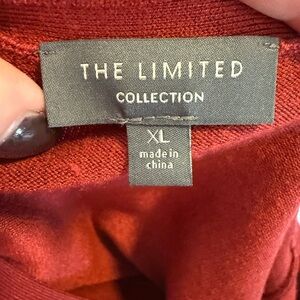 THE LIMITED
COLLECTION
XL
made in
china